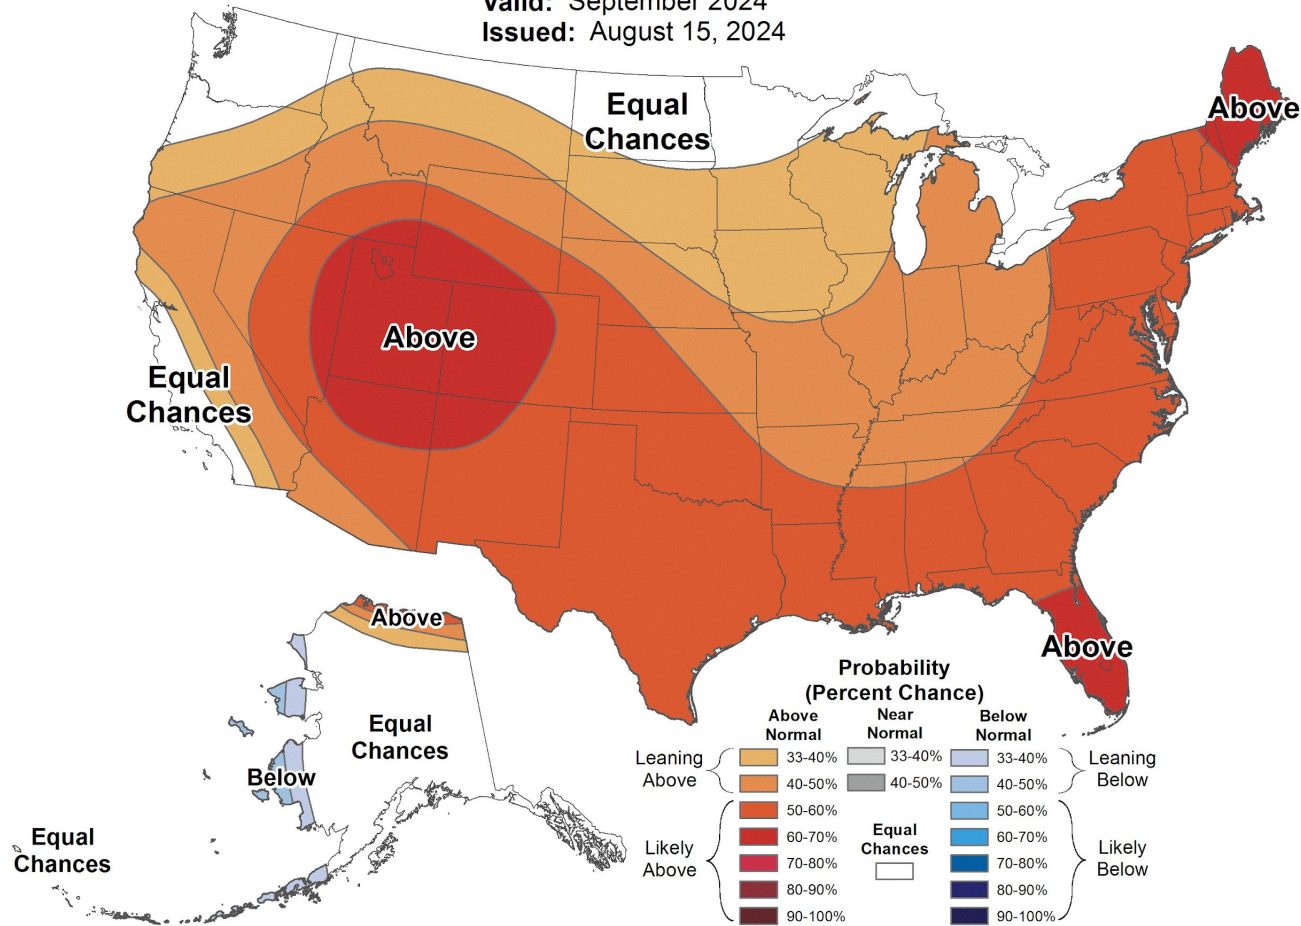 Valid: September 2024
Issued: August 15, 2024
Equal
Chances
Above
Above
Equal
Chances
Above
Above
Equal
Chances
Below
Equal
Chances
Probability
(Percent Chance)
Above
Normal
Near
Normal
Below
Normal
Leaning
Above
33-40%
33-40%
33-40%
Leaning
Below
40-50%
40-50%
40-50%
Likely
Above
50-60%
50-60%
Likely
Below
60-70%
60-70%
70-80%
70-80%
80-90%
80-90%
90-100%
90-100%
Equal
Chances